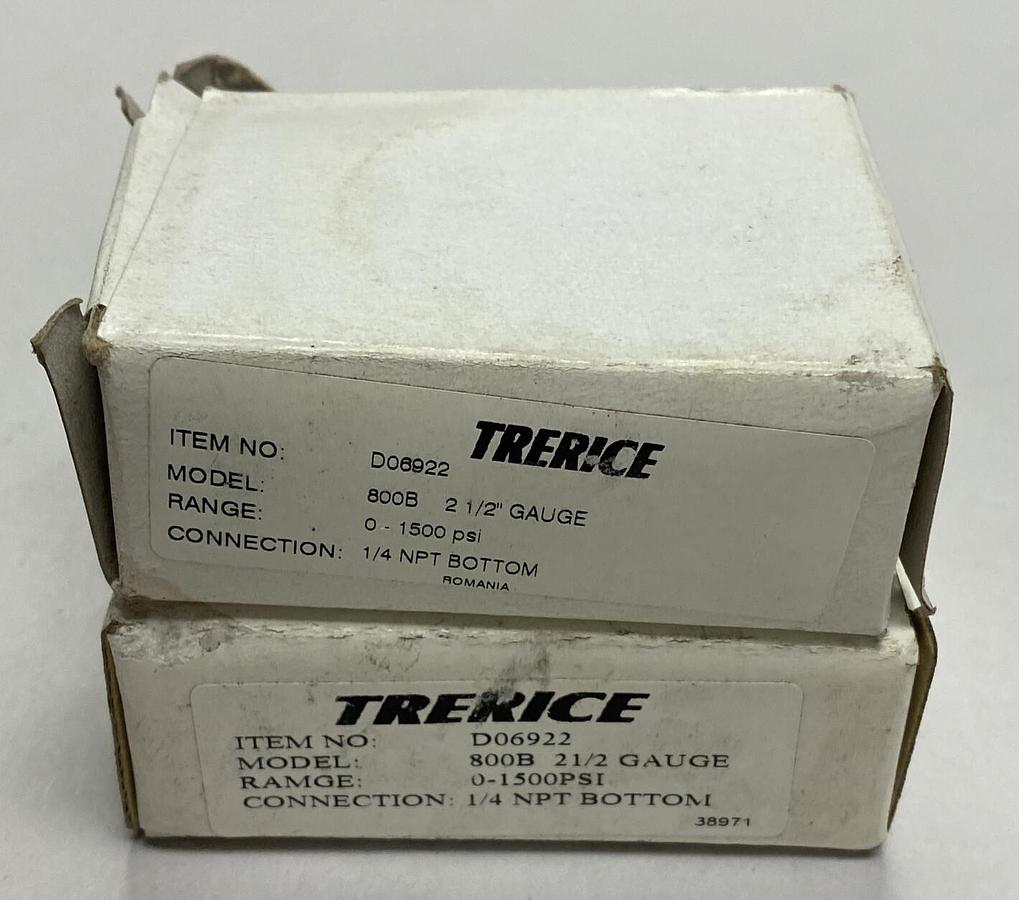 TRERICE
ITEM NO: D06922
MODEL: 800B 2 1/2" GAUGE
RANGE: 0 - 1500 psi
CONNECTION: 1/4 NPT BOTTOM
ROMANIA
TRERICE
ITEM NO: D06922
MODEL: 800B 21/2 GAUGE
RAMGE: 0-1500PSI
CONNECTION: 1/4 NPT BOTTOM
38971